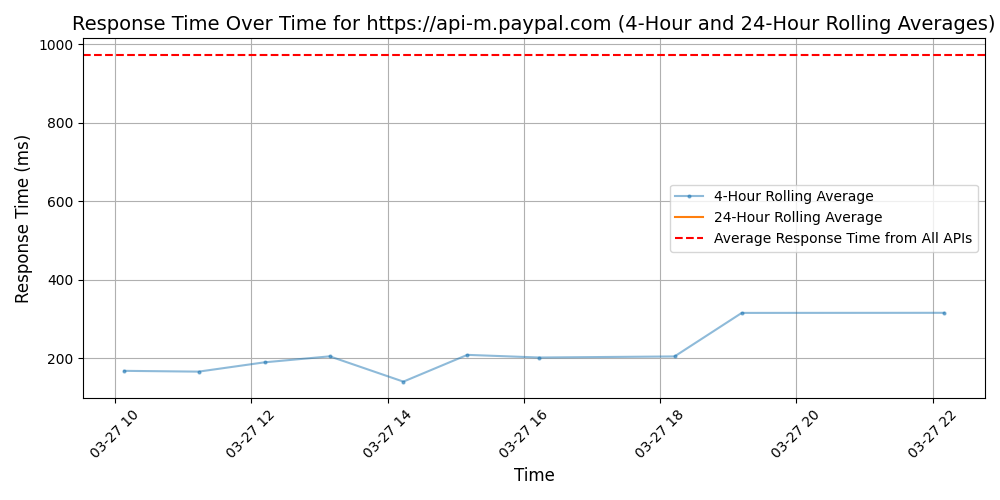 Response Time Over Time for https://api-m.paypal.com (4-Hour and 24-Hour Rolling Averages)
Response Time (ms)
1000
800
600
400
200
4-Hour Rolling Average
24-Hour Rolling Average
Average Response Time from All APIs
03-27 10
03-27 12
03-27 14
03-27 16
03-27 18
03-27 20
03-27 22
Time